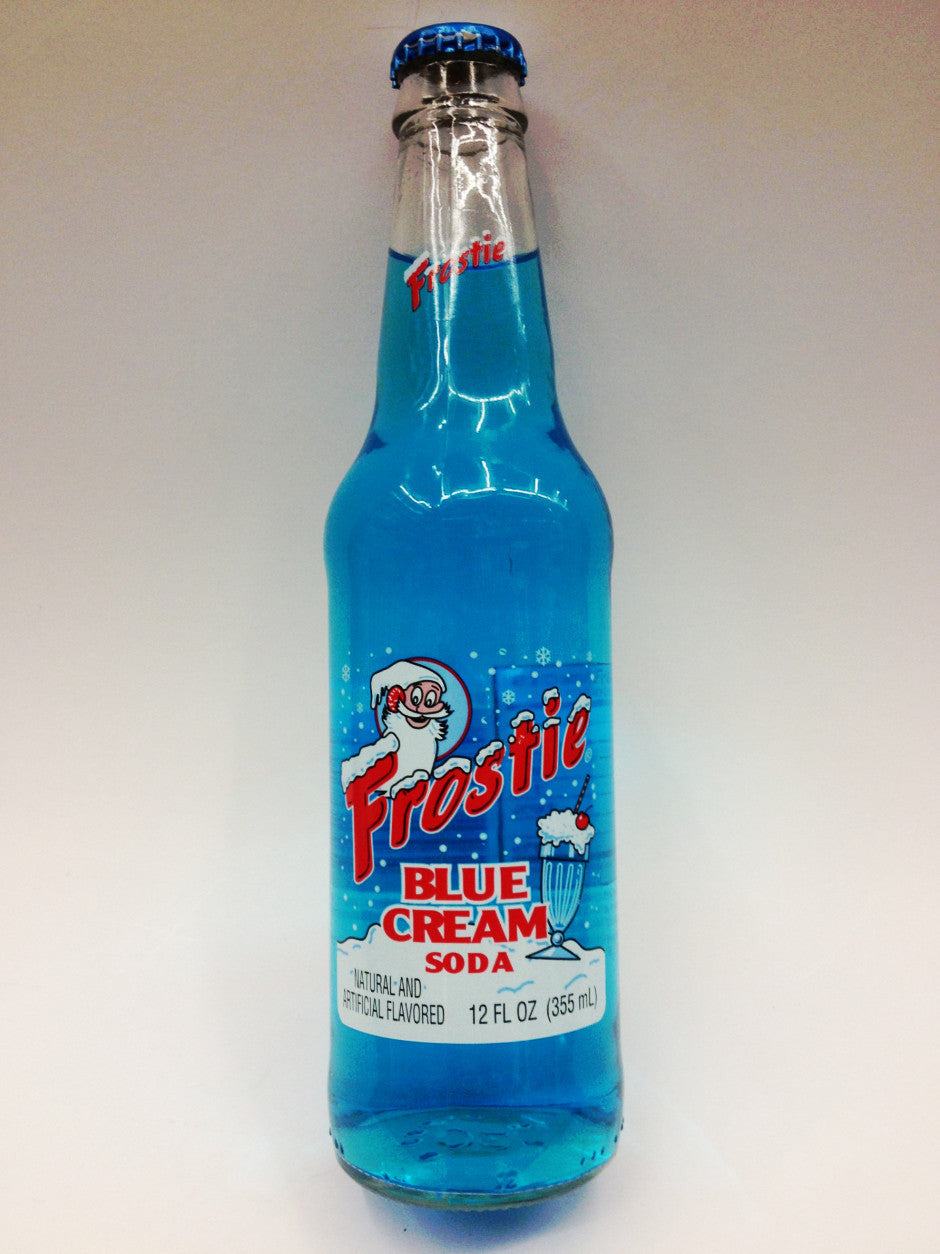 Frostie
Frostie®
BLUE
CREAM
SODA
NATURAL AND
ARTIFICIAL FLAVORED
12 FL OZ (355 mL)